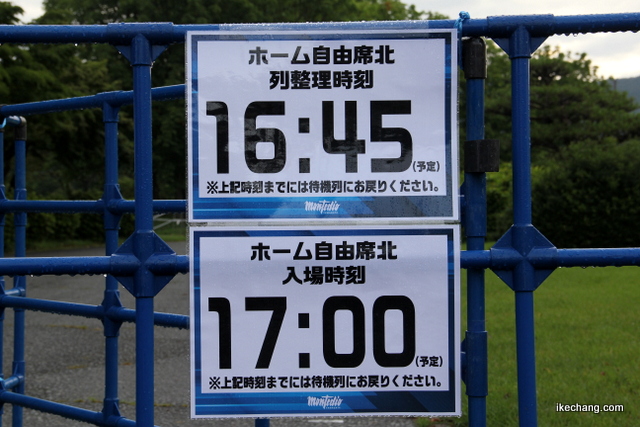 ホーム自由席北
列整理時刻
16:45(予定)
※上記時刻までには待機列にお戻りください。
Montedio
ホーム自由席北
入場時刻
17:00(予定)
※上記時刻までには待機列にお戻りください。
Montedio
ikechang.com